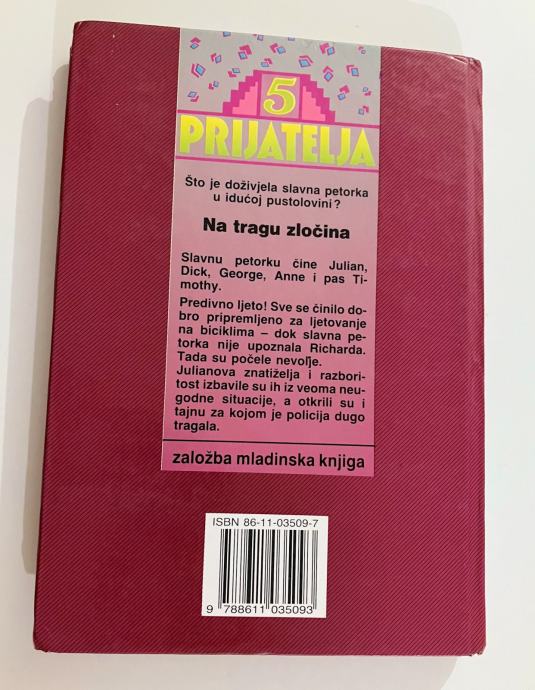 5
PRIJATELJA
Što je doživjela slavna petorka
u idućoj pustolovini?
Na tragu zločina
Slavnu petorku čine Julian,
Dick, George, Anne i pas Ti-
mothy.
Predivno ljeto! Sve se činilo do-
bro pripremljeno za ljetovanje
na biciklima – dok slavna pe-
torka nije upoznala Richarda.
Tada su počele nevolje.
Julianova znatiželja i razbori-
tost izbavile su ih iz veoma neu-
godne situacije, a otkrili su i
tajnu za kojom je policija dugo
tragala.
založba mladinska knjiga
ISBN 86-11-03509-7
9 788611 035093